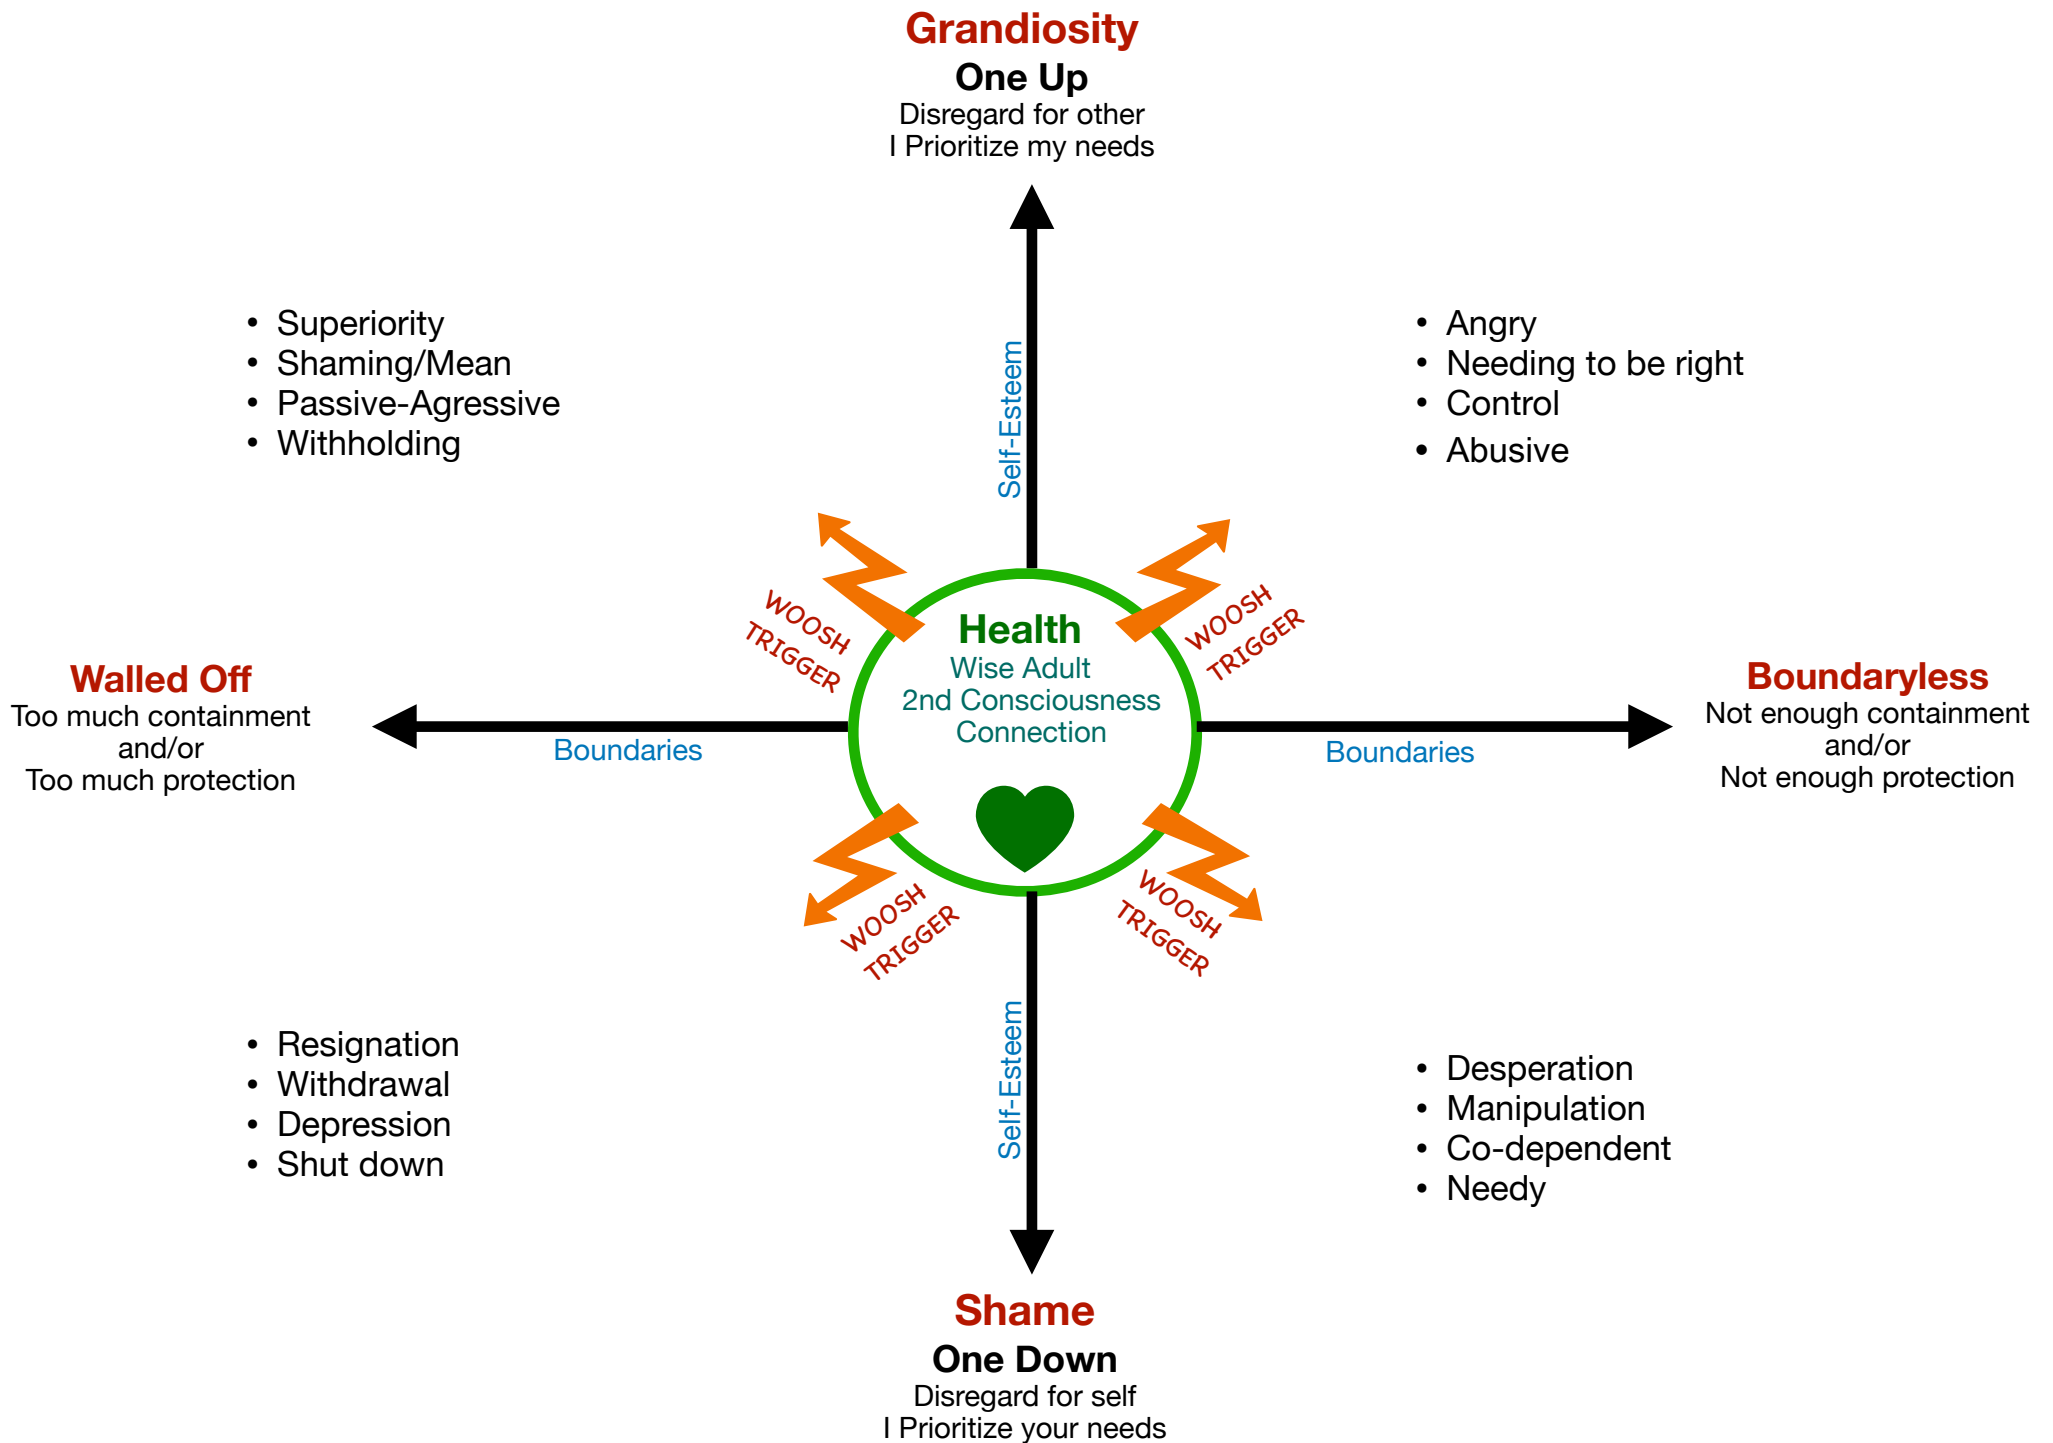 Grandiosity
One Up
Disregard for other
I Prioritize my needs
• Superiority
• Shaming/Mean
• Passive-Agressive
• Withholding
Self-Esteem
• Angry
• Needing to be right
• Control
• Abusive
WOOSH
TRIGGER
WOOSH
TRIGGER
Walled Off
Too much containment
and/or
Too much protection
Boundaries
Health
Wise Adult
2nd Consciousness
Connection
Boundaries
Boundaryless
Not enough containment
and/or
Not enough protection
WOOSH
TRIGGER
WOOSH
TRIGGER
• Resignation
• Withdrawal
• Depression
• Shut down
Self-Esteem
• Desperation
• Manipulation
• Co-dependent
• Needy
Shame
One Down
Disregard for self
I Prioritize your needs